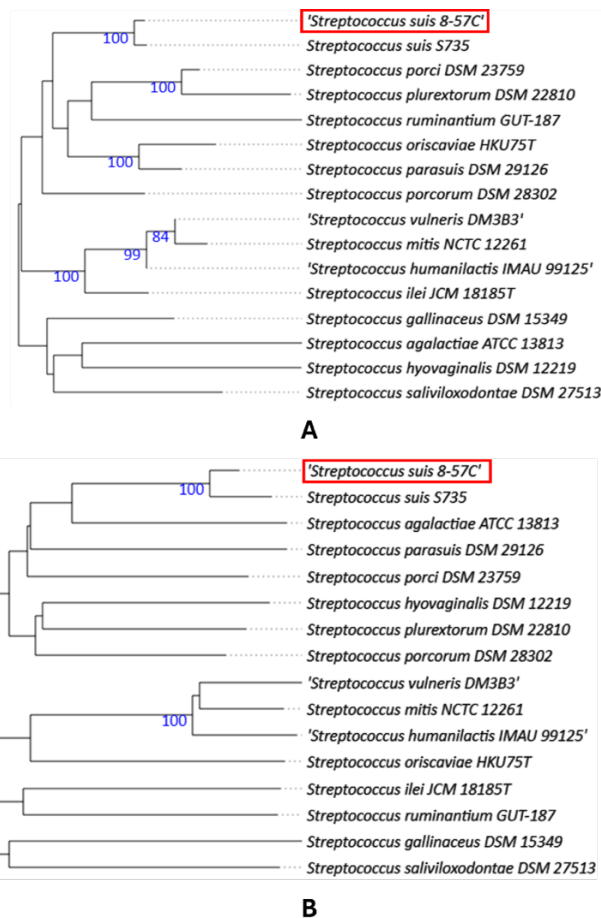 'Streptococcus suis 8-57C'
100
Streptococcus suis S735
Streptococcus porci DSM 23759
100
Streptococcus plurextorum DSM 22810
Streptococcus ruminantium GUT-187
Streptococcus oriscaviae HKU75T
100
Streptococcus parasuis DSM 29126
Streptococcus porcorum DSM 28302
'Streptococcus vulneris DM3B3'
84
Streptococcus mitis NCTC 12261
99
'Streptococcus humanilactis IMAU 99125'
100
Streptococcus ilei JCM 18185T
Streptococcus gallinaceus DSM 15349
Streptococcus agalactiae ATCC 13813
Streptococcus hyovaginalis DSM 12219
Streptococcus saliviloxodontae DSM 27513
A
'Streptococcus suis 8-57C'
100
Streptococcus suis S735
Streptococcus agalactiae ATCC 13813
Streptococcus parasuis DSM 29126
Streptococcus porci DSM 23759
Streptococcus hyovaginalis DSM 12219
Streptococcus plurextorum DSM 22810
Streptococcus porcorum DSM 28302
'Streptococcus vulneris DM3B3'
Streptococcus mitis NCTC 12261
100
'Streptococcus humanilactis IMAU 99125'
Streptococcus oriscaviae HKU75T
Streptococcus ilei JCM 18185T
Streptococcus ruminantium GUT-187
Streptococcus gallinaceus DSM 15349
Streptococcus saliviloxodontae DSM 27513
B